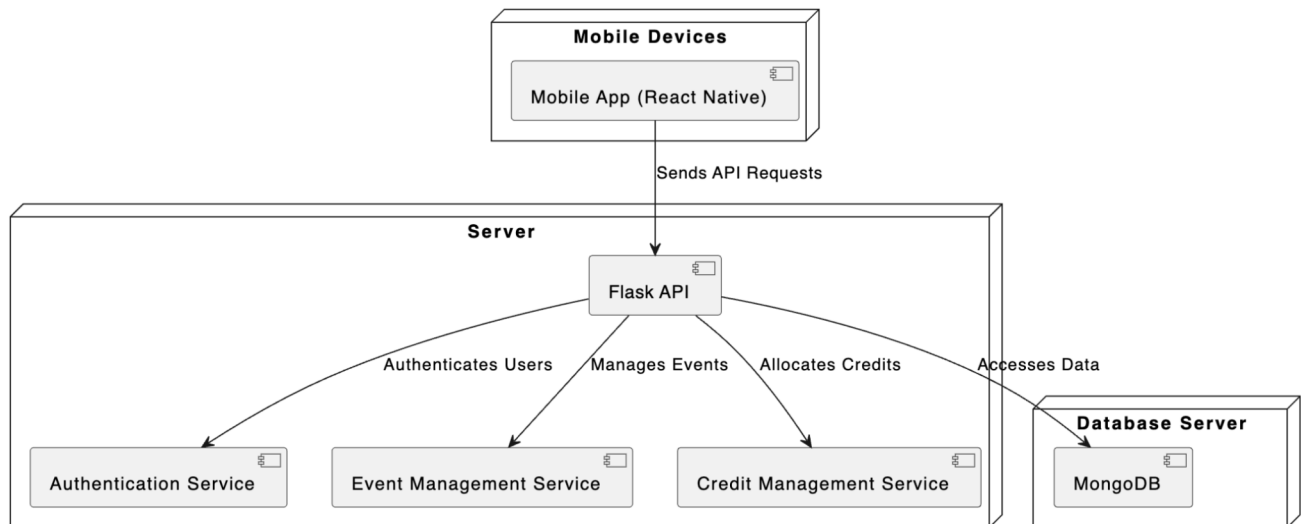 Mobile Devices
Mobile App (React Native)
Sends API Requests
Server
Flask API
Authenticates Users
Manages Events
Allocates Credits
Accesses Data
Database Server
Authentication Service
Event Management Service
Credit Management Service
MongoDB